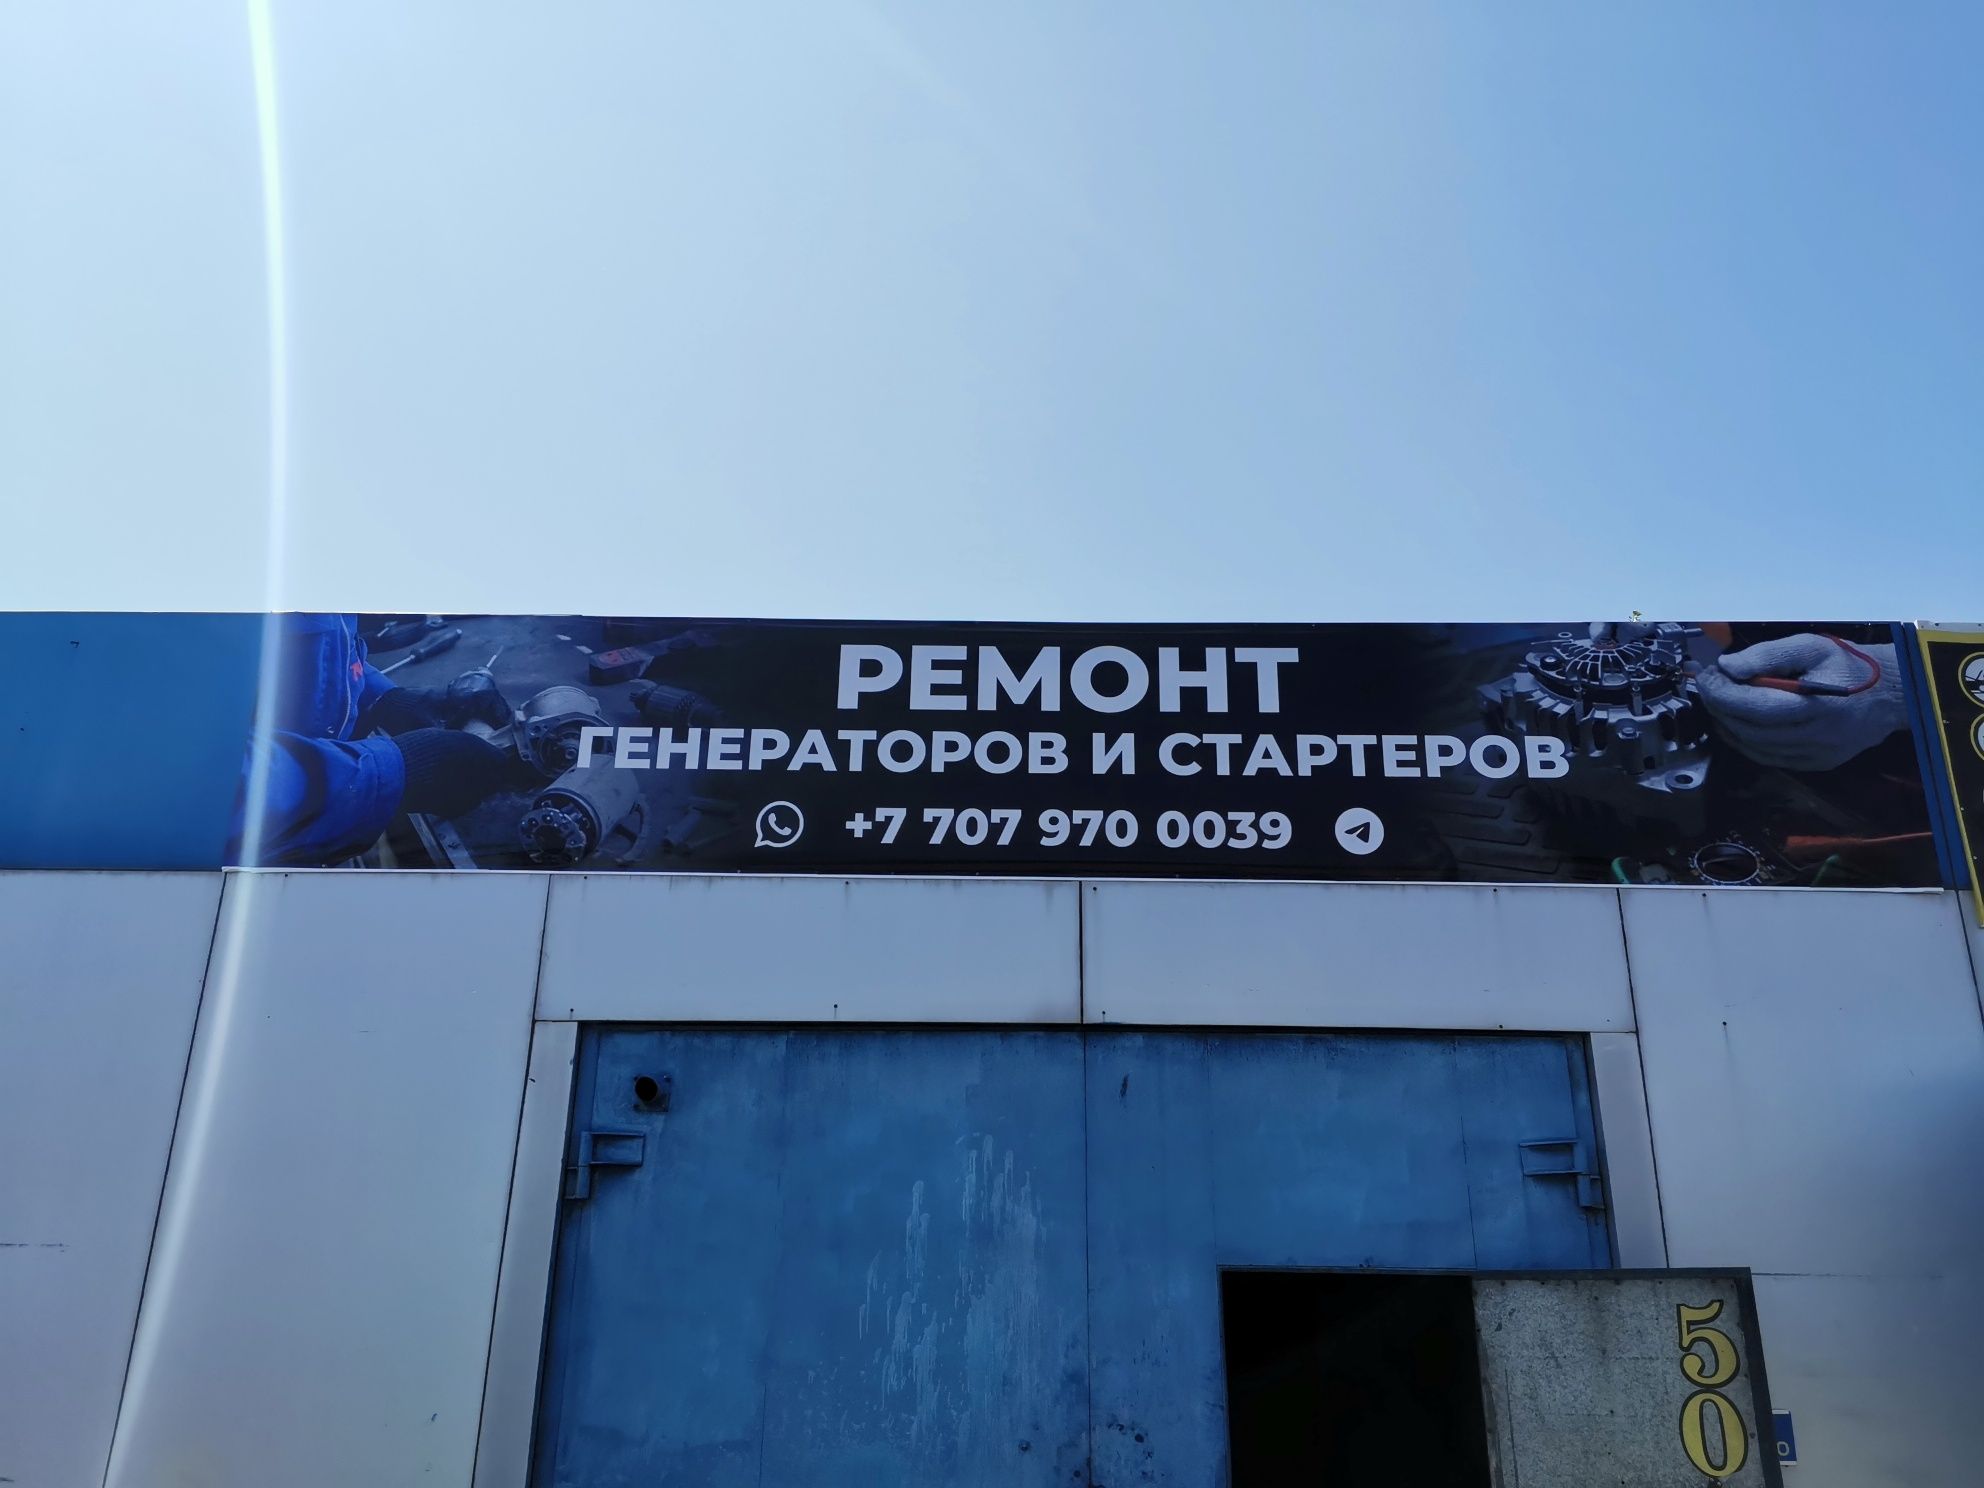 РЕМОНТ
ГЕНЕРАТОРОВ И СТАРТЕРОВ
+7 707 970 0039
50